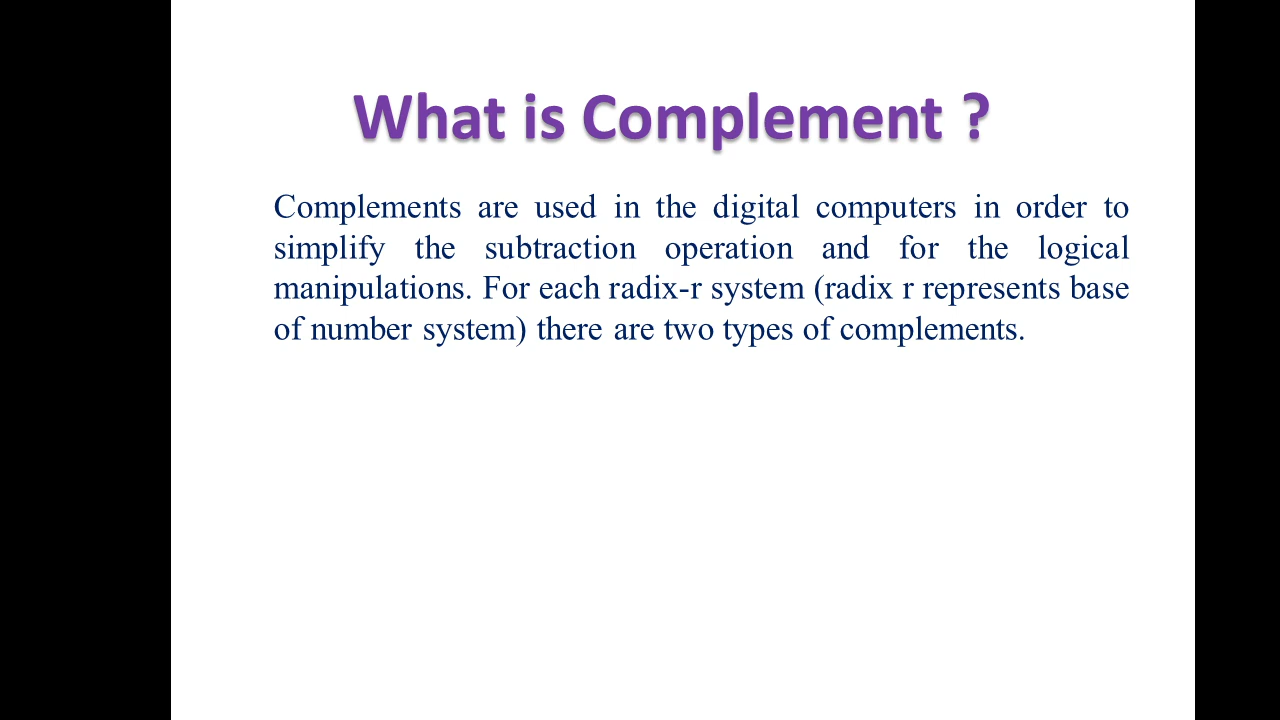 What is Complement ?
Complements are used in the digital computers in order to
simplify the subtraction operation and for the logical
manipulations. For each radix-r system (radix r represents base
of number system) there are two types of complements.